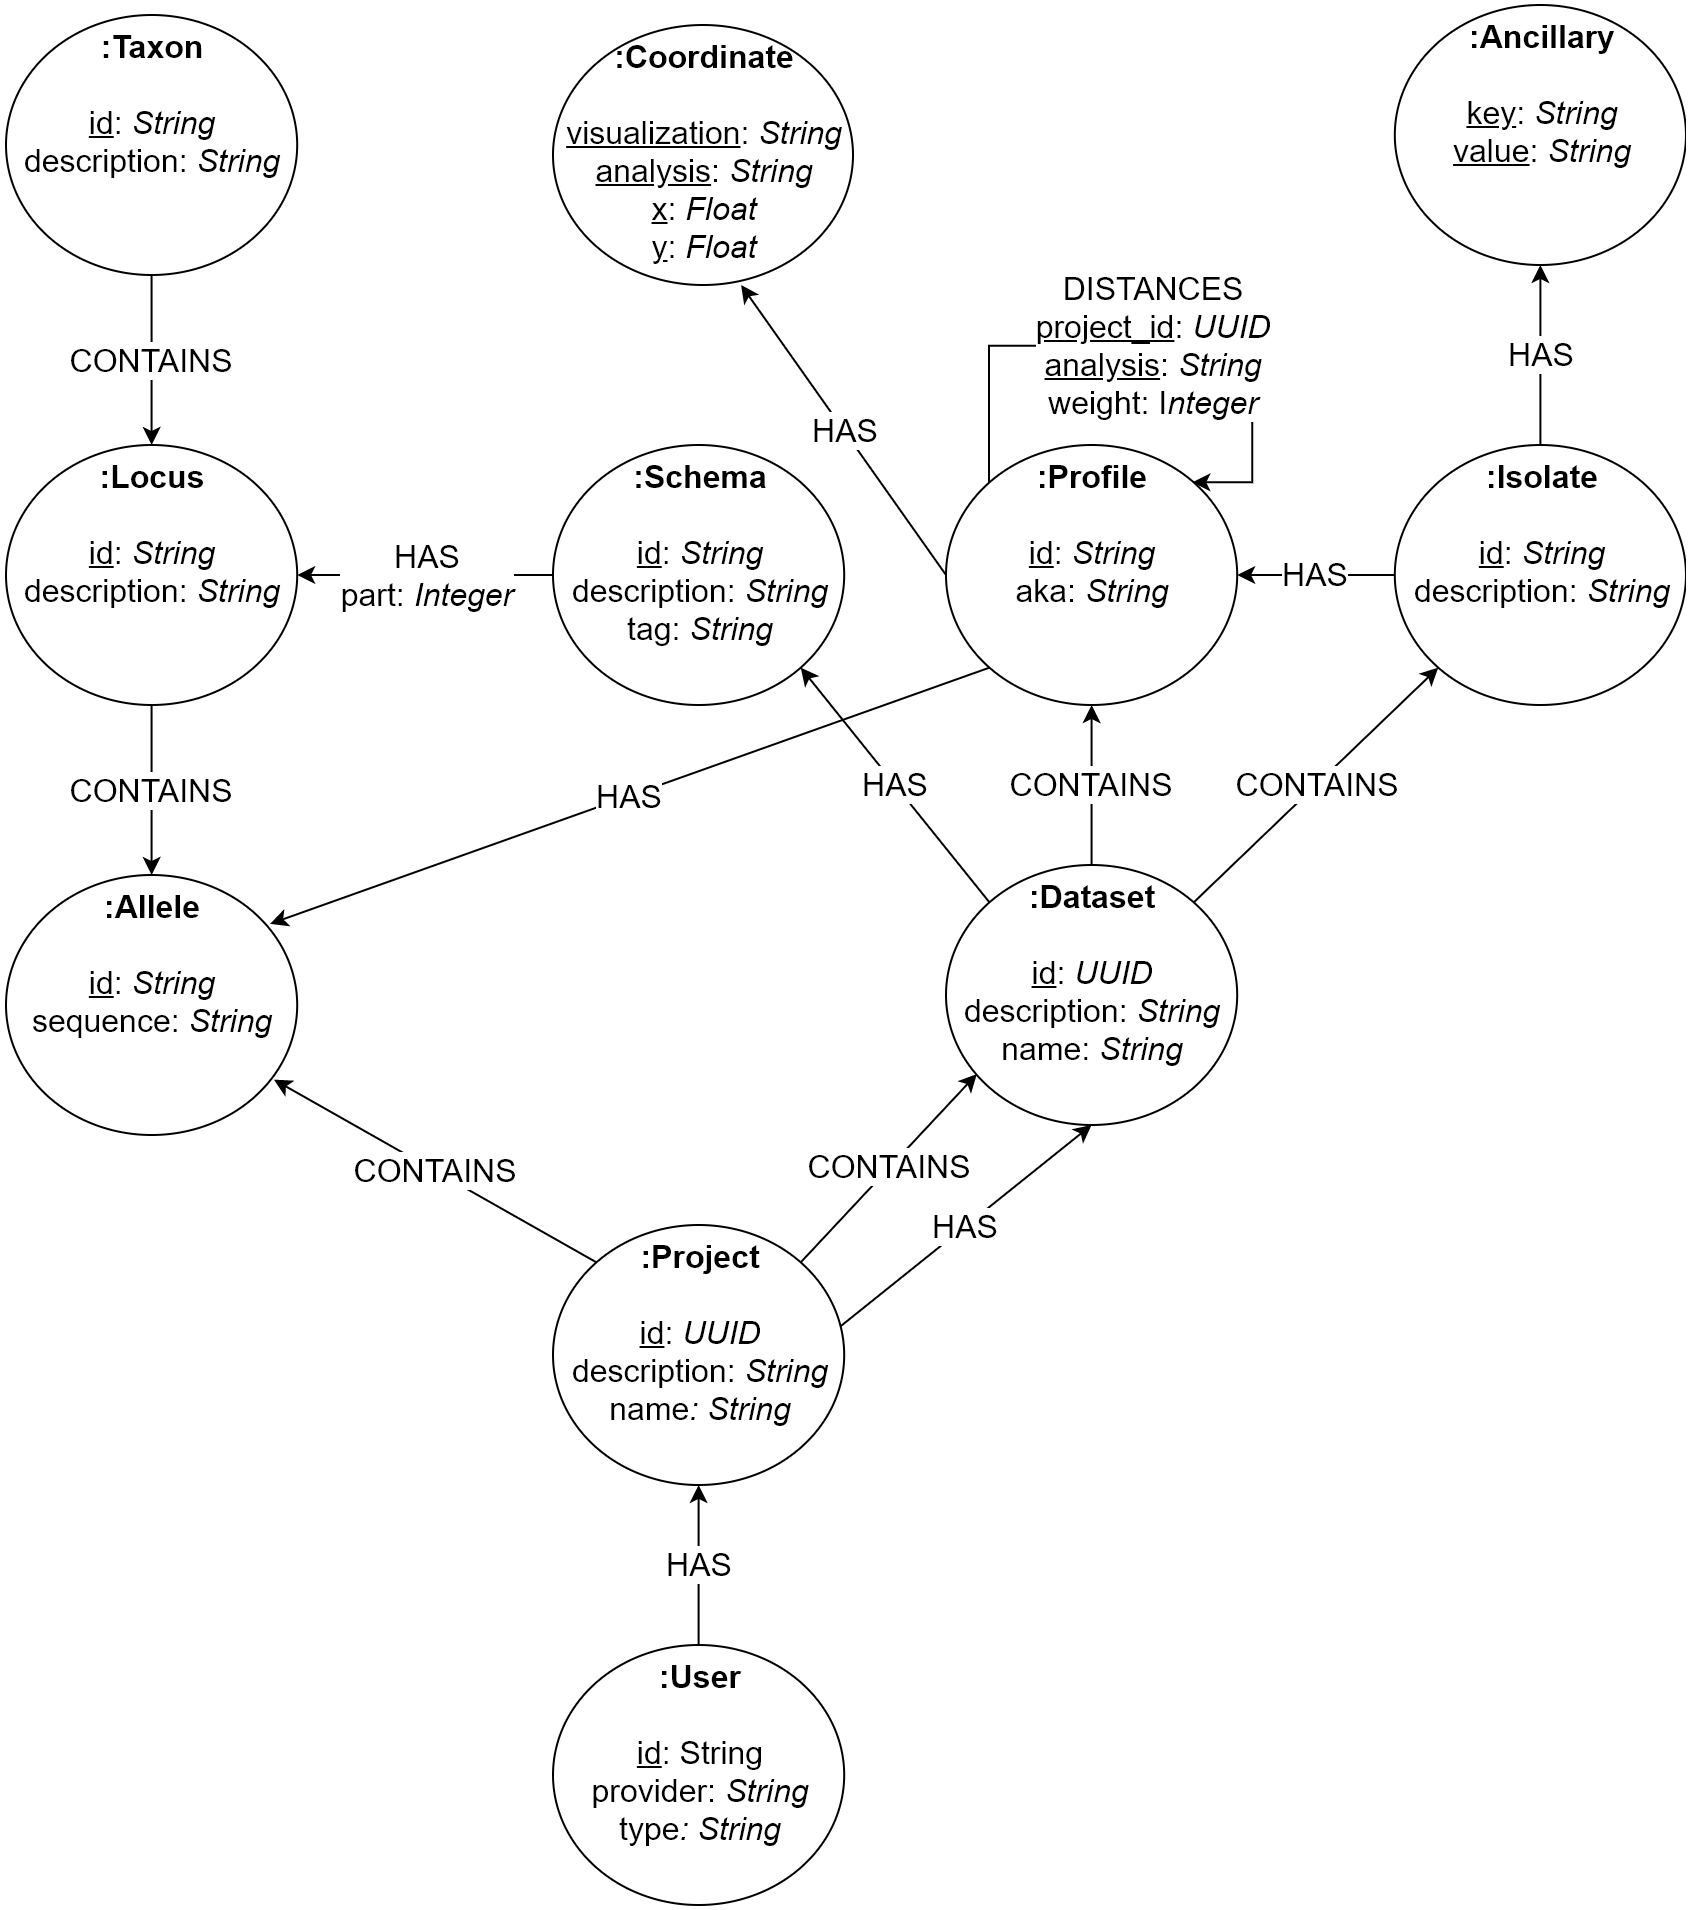 :Taxon
id: String
description: String
:Coordinate
visualization: String
analysis: String
x: Float
y: Float
:Ancillary
key: String
value: String
CONTAINS
HAS
DISTANCES
project_id: UUID
analysis: String
weight: Integer
HAS
:Locus
id: String
description: String
HAS
part: Integer
:Schema
id: String
description: String
tag: String
:Profile
id: String
aka: String
HAS
:Isolate
id: String
description: String
CONTAINS
HAS
HAS
CONTAINS
CONTAINS
:Allele
id: String
sequence: String
:Dataset
id: UUID
description: String
name: String
CONTAINS
CONTAINS
HAS
:Project
id: UUID
description: String
name: String
HAS
:User
id: String
provider: String
type: String